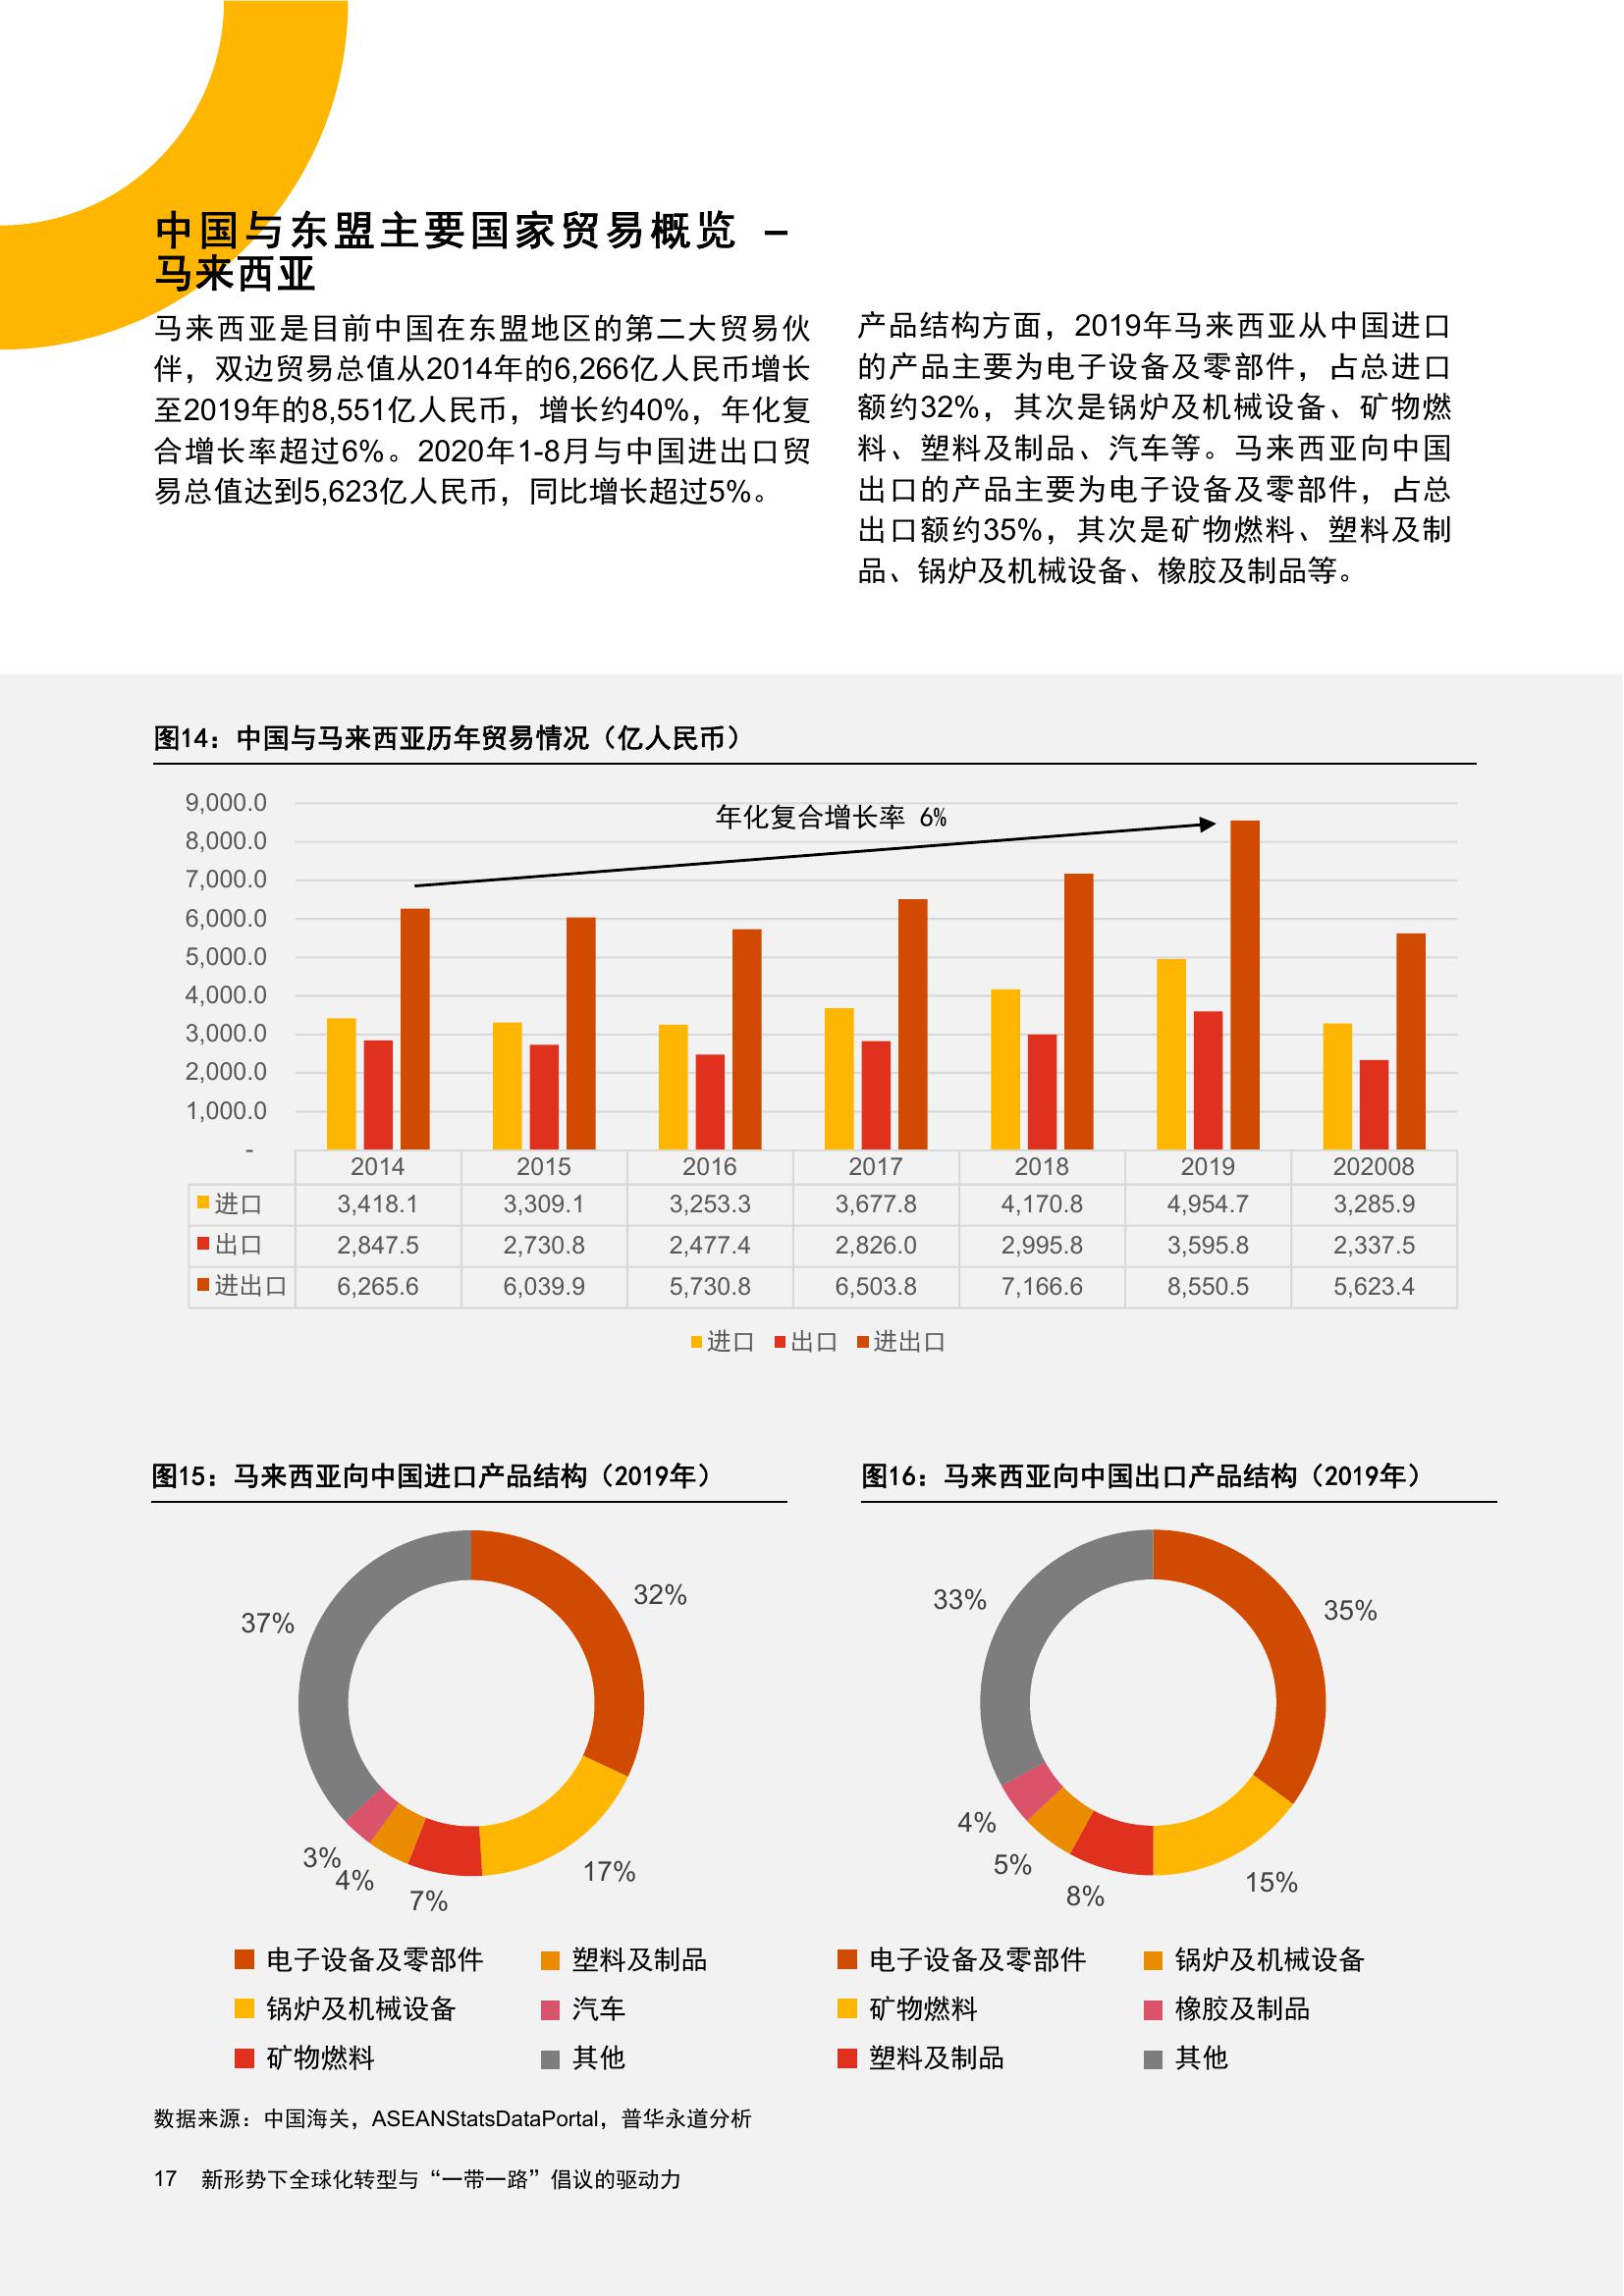 中国与东盟主要国家贸易概览 –
马来西亚
马来西亚是目前中国在东盟地区的第二大贸易伙
伴，双边贸易总值从2014年的6,266亿人民币增长
至2019年的8,551亿人民币，增长约40%，年化复
合增长率超过6%。2020年1-8月与中国进出口贸
易总值达到5,623亿人民币，同比增长超过5%。
产品结构方面，2019年马来西亚从中国进口
的产品主要为电子设备及零部件，占总进口
额约32%，其次是锅炉及机械设备、矿物燃
料、塑料及制品、汽车等。马来西亚向中国
出口的产品主要为电子设备及零部件，占总
出口额约35%，其次是矿物燃料、塑料及制
品、锅炉及机械设备、橡胶及制品等。
图14：中国与马来西亚历年贸易情况（亿人民币）
9,000.0
8,000.0
7,000.0
6,000.0
5,000.0
4,000.0
3,000.0
2,000.0
1,000.0
-
年化复合增长率 6%
2014 2015 2016 2017 2018 2019 202008
进口 3,418.1 3,309.1 3,253.3 3,677.8 4,170.8 4,954.7 3,285.9
出口 2,847.5 2,730.8 2,477.4 2,826.0 2,995.8 3,595.8 2,337.5
进出口 6,265.6 6,039.9 5,730.8 6,503.8 7,166.6 8,550.5 5,623.4
进口 出口 进出口
图15：马来西亚向中国进口产品结构（2019年）
32%
17%
7%
4%
3%
37%
电子设备及零部件 塑料及制品
锅炉及机械设备 汽车
矿物燃料 其他
图16：马来西亚向中国出口产品结构（2019年）
35%
15%
8%
5%
4%
33%
电子设备及零部件 锅炉及机械设备
矿物燃料 橡胶及制品
塑料及制品 其他
数据来源：中国海关，ASEANStatsDataPortal，普华永道分析
17 新形势下全球化转型与“一带一路”倡议的驱动力